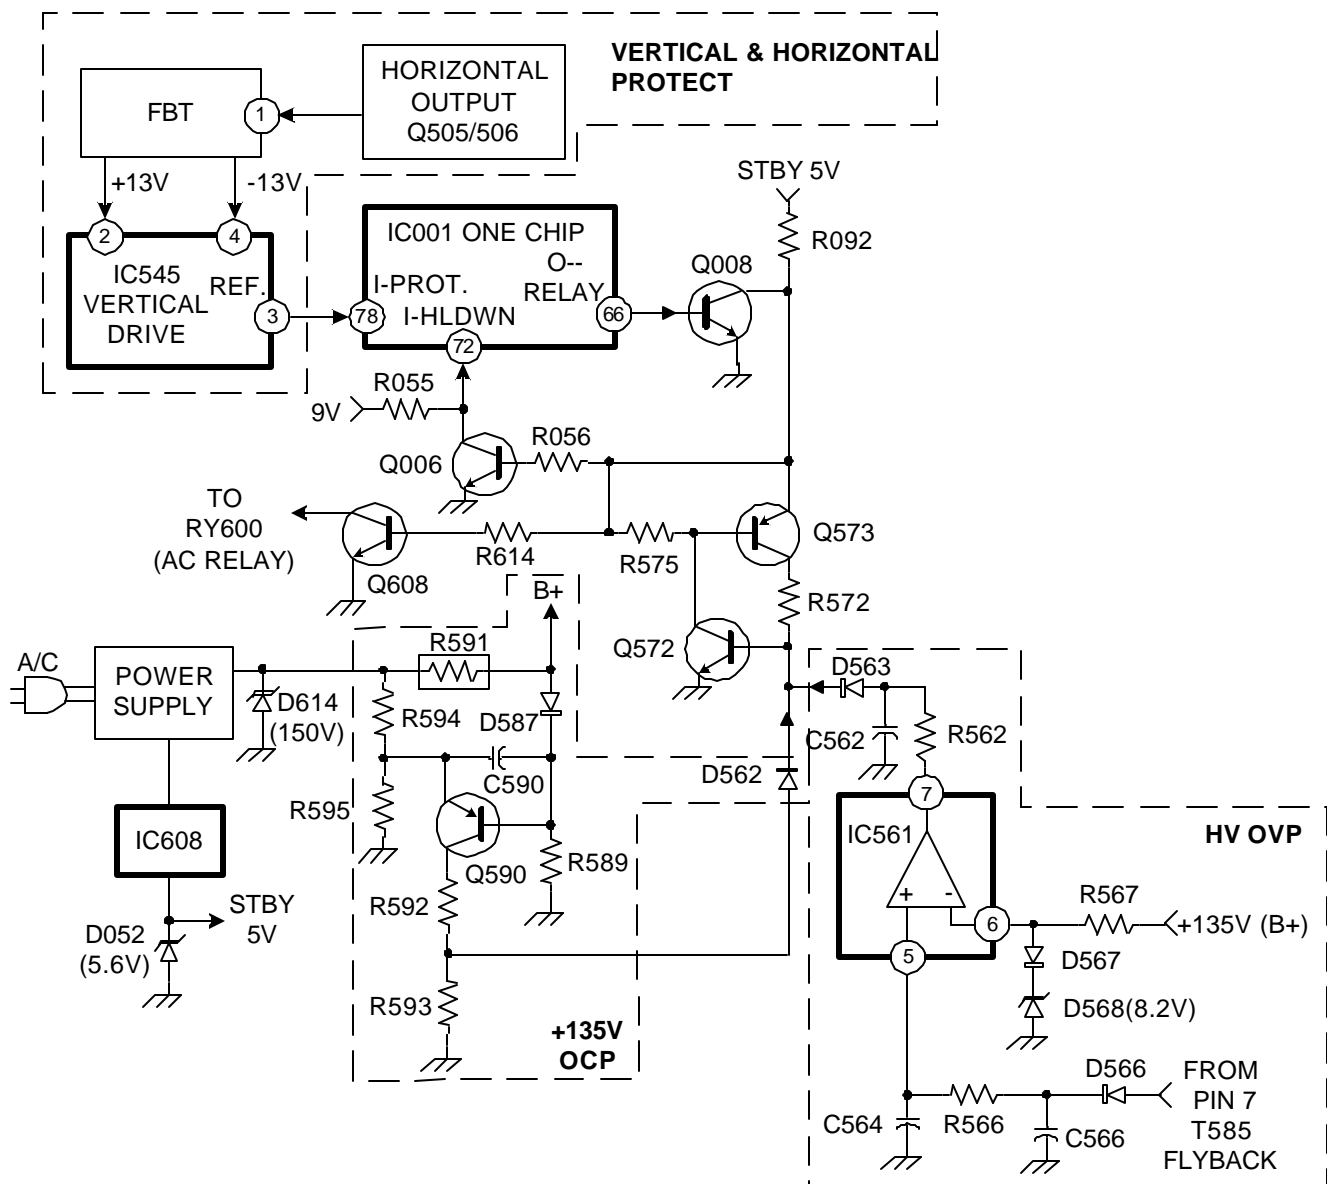 VERTICAL & HORIZONTAL
PROTECT
FBT
1
HORIZONTAL
OUTPUT
Q505/506
+13V
-13V
2
4
IC545
VERTICAL
DRIVE
REF.
3
IC001 ONE CHIP
O--
RELAY
I-PROT.
I-HLDWN
78
72
66
Q008
STBY 5V
R092
9V
R055
Q006
R056
TO
RY600
(AC RELAY)
Q608
R614
R575
Q573
R572
Q572
A/C
POWER
SUPPLY
D614
(150V)
IC608
D052
(5.6V)
STBY
5V
B+
R591
R594
D587
C590
R595
Q590
R589
R592
R593
+135V
OCP
D562
D563
C562
R562
7
IC561
+
-
6
5
HV OVP
R567
+135V (B+)
D567
D568(8.2V)
D566
FROM
PIN 7
T585
FLYBACK
C564
R566
C566